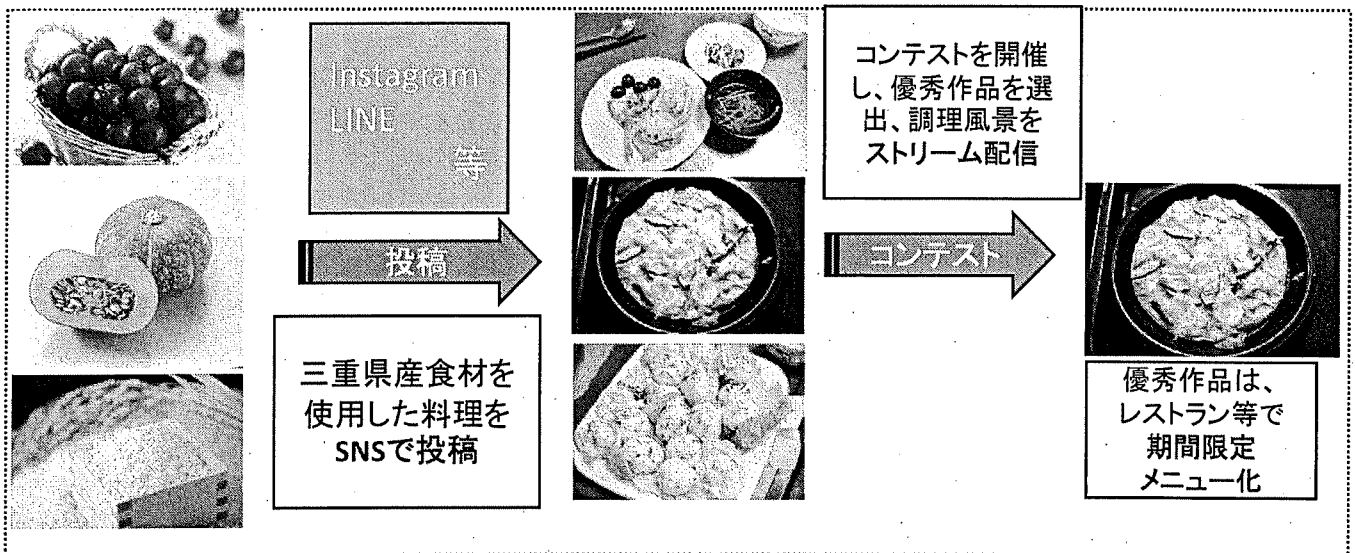 Instagram
LINE
等
投稿
三重県産食材を
使用した料理を
SNSで投稿
コンテストを開催
し、優秀作品を選
出、調理風景を
ストリーム配信
コンテスト
優秀作品は、
レストラン等で
期間限定
メニュー化